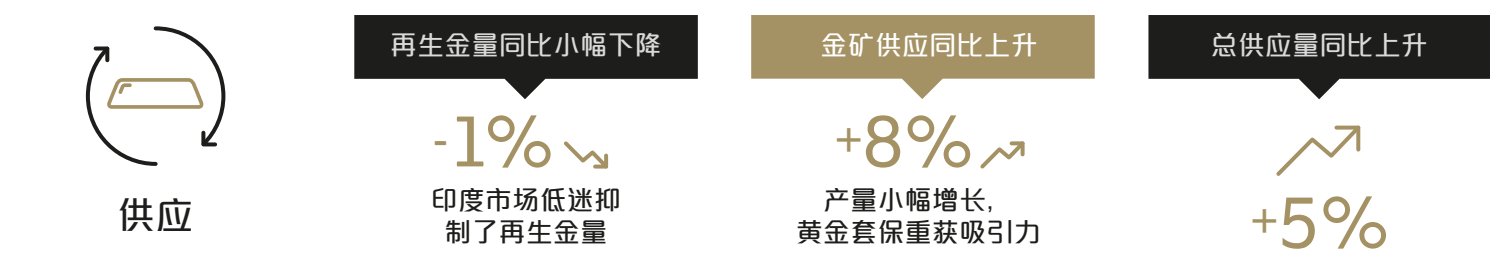 供应
再生金量同比小幅下降
-1%
印度市场低迷抑
制了再生金量
金矿供应同比上升
+8%
产量小幅增长,
黄金套保重获吸引力
总供应量同比上升
+5%